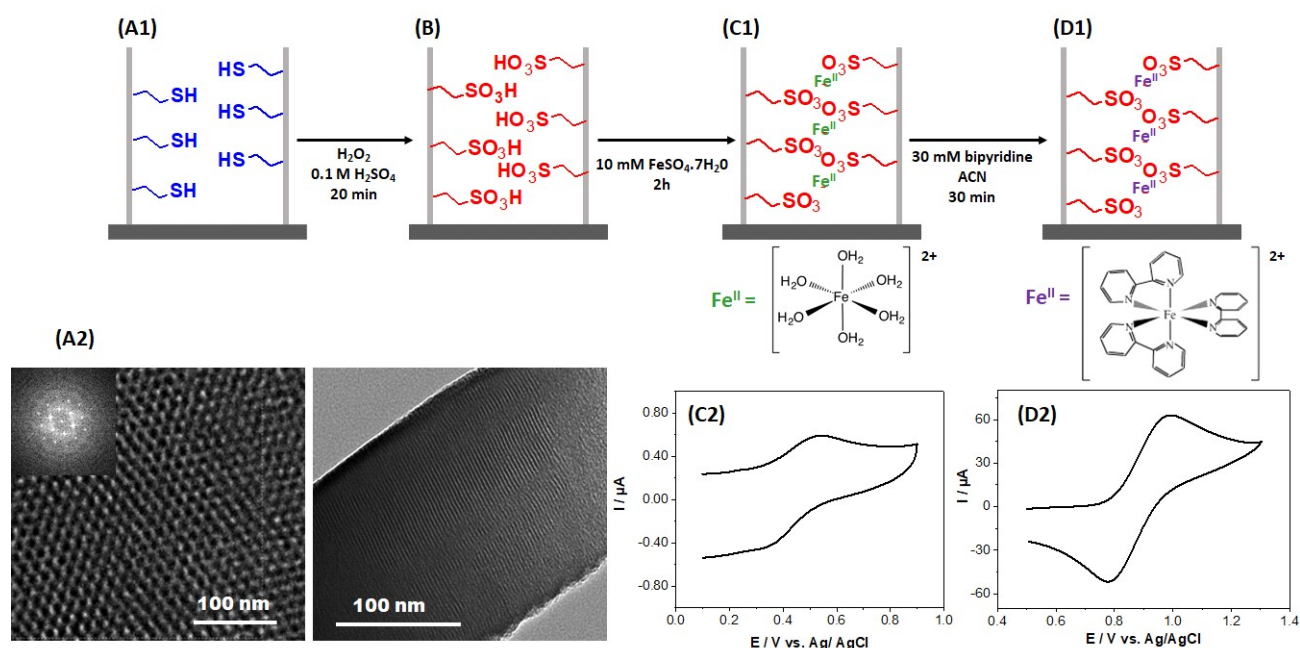 (A1)
HS
HS
HS
SH
SH
SH
H₂O₂
0.1 M H₂SO₄
20 min
(B)
HO₃S
HO₃S
HO₃S
SO₃H
SO₃H
SO₃H
10 mM FeSO₄.7H₂0
2h
(C1)
O₃S
Feᴵᴵ
SO₃
O₃S
Feᴵᴵ
SO₃
O₃S
Feᴵᴵ
SO₃
30 mM bipyridine
ACN
30 min
(D1)
O₃S
Feᴵᴵ
SO₃
O₃S
Feᴵᴵ
SO₃
O₃S
Feᴵᴵ
SO₃
Feᴵᴵ =
OH₂
H₂O
OH₂
Fe
H₂O
OH₂
OH₂
2+
Feᴵᴵ =
N
N
N
Fe
N
N
N
2+
(A2)
100 nm
100 nm
(C2)
I / µA
0.80
0.40
0.00
-0.40
-0.80
0.0 0.2 0.4 0.6 0.8 1.0
E / V vs. Ag/ AgCl
(D2)
I / µA
60
30
0
-30
-60
0.4 0.6 0.8 1.0 1.2 1.4
E / V vs. Ag/AgCl